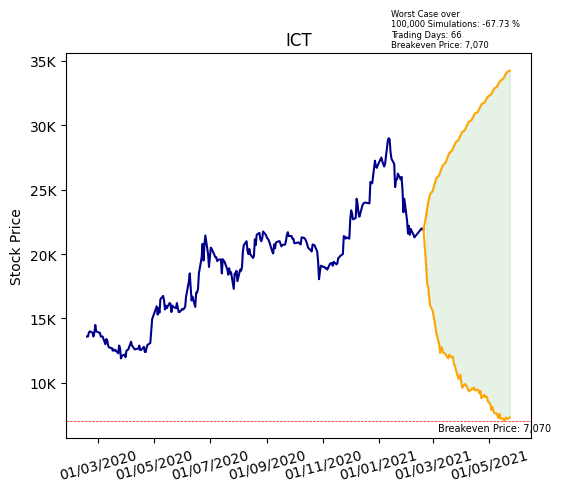 Worst Case over
100,000 Simulations: -67.73 %
Trading Days: 66
Breakeven Price: 7,070
ICT
35K
30K
25K
20K
15K
10K
Stock Price
Breakeven Price: 7,070
01/03/2020
01/05/2020
01/07/2020
01/09/2020
01/11/2020
01/01/2021
01/03/2021
01/05/2021